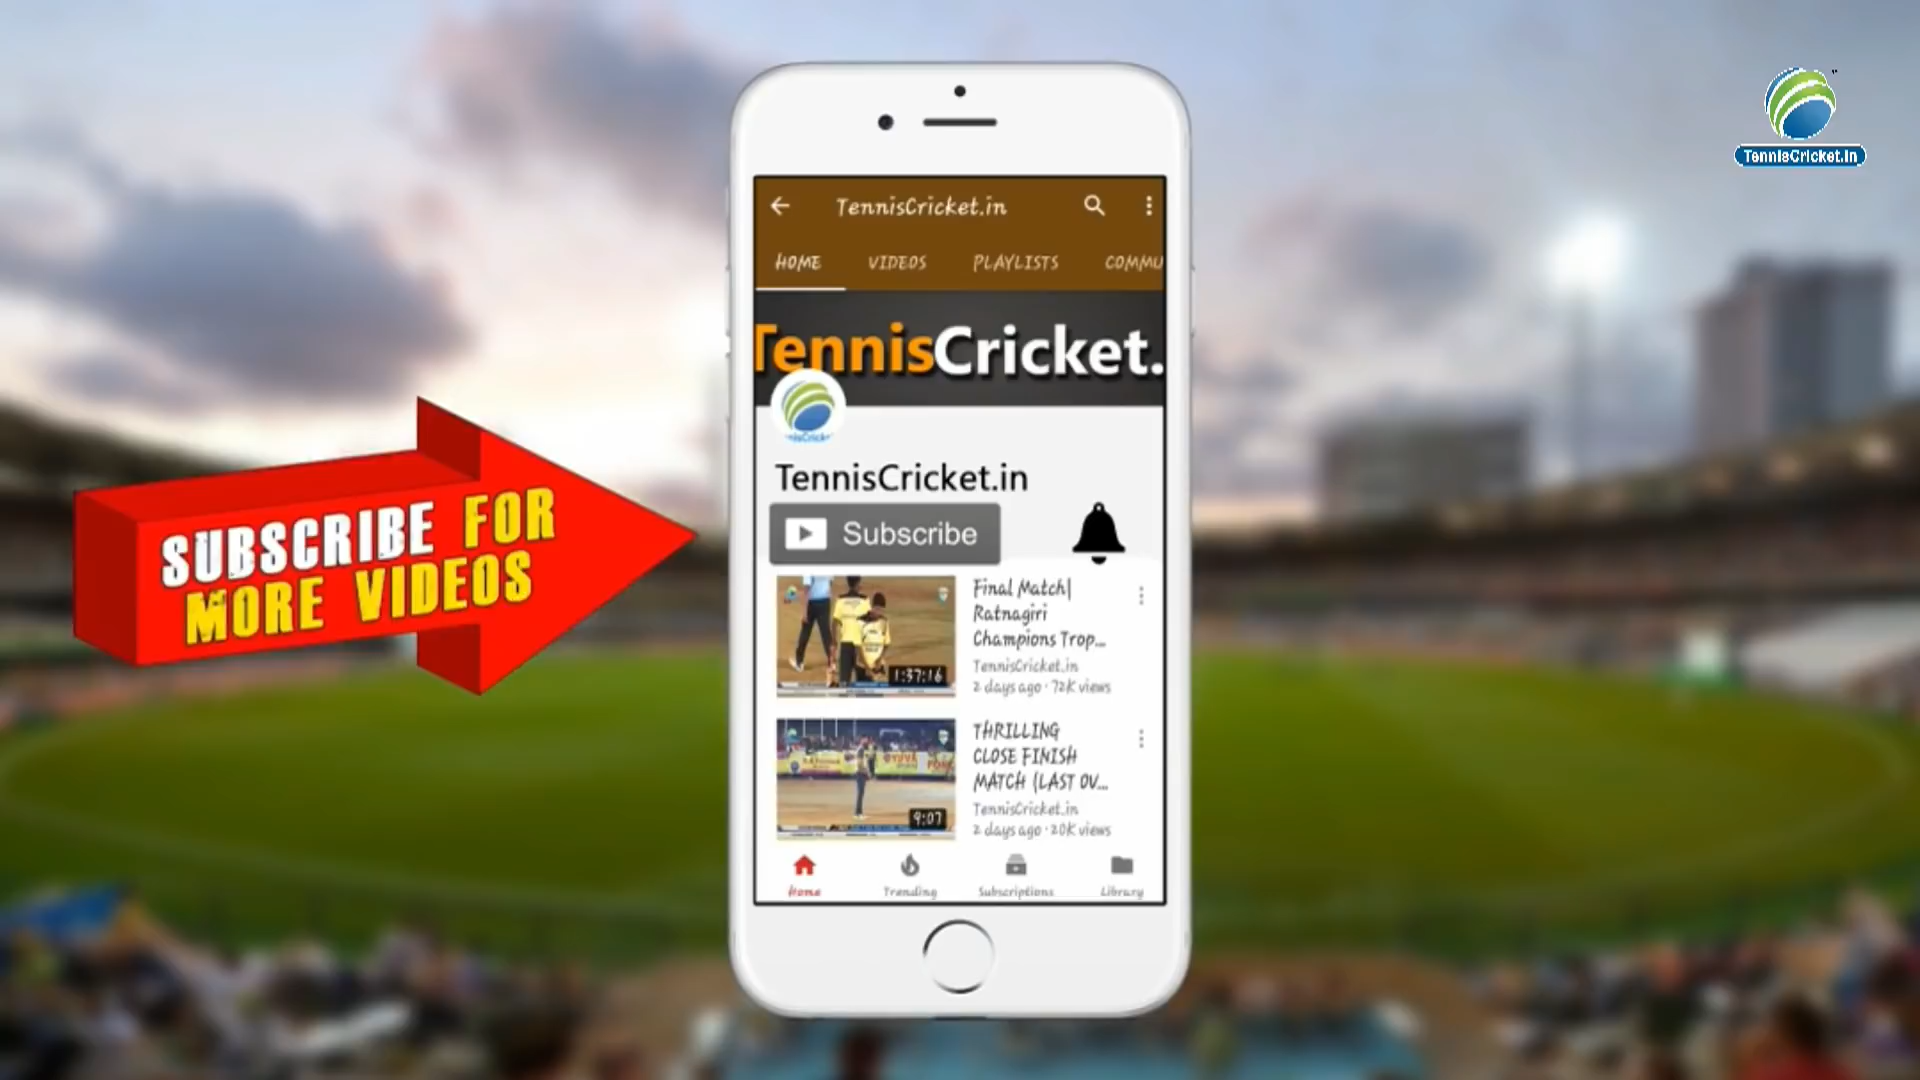 TennisCricket.in
TennisCricket.in
HOME VIDEOS PLAYLISTS COMMU
TennisCricket.
TennisCricket.in
SUBSCRIBE FOR
MORE VIDEOS
Subscribe
Final Match|
Ratnagiri
Champions Trop...
TennisCricket.in
2 days ago · 72K views
1:37:16
THRILLING
CLOSE FINISH
MATCH (LAST OV...
TennisCricket.in
2 days ago · 20K views
9:07
Home Trending Subscriptions Library